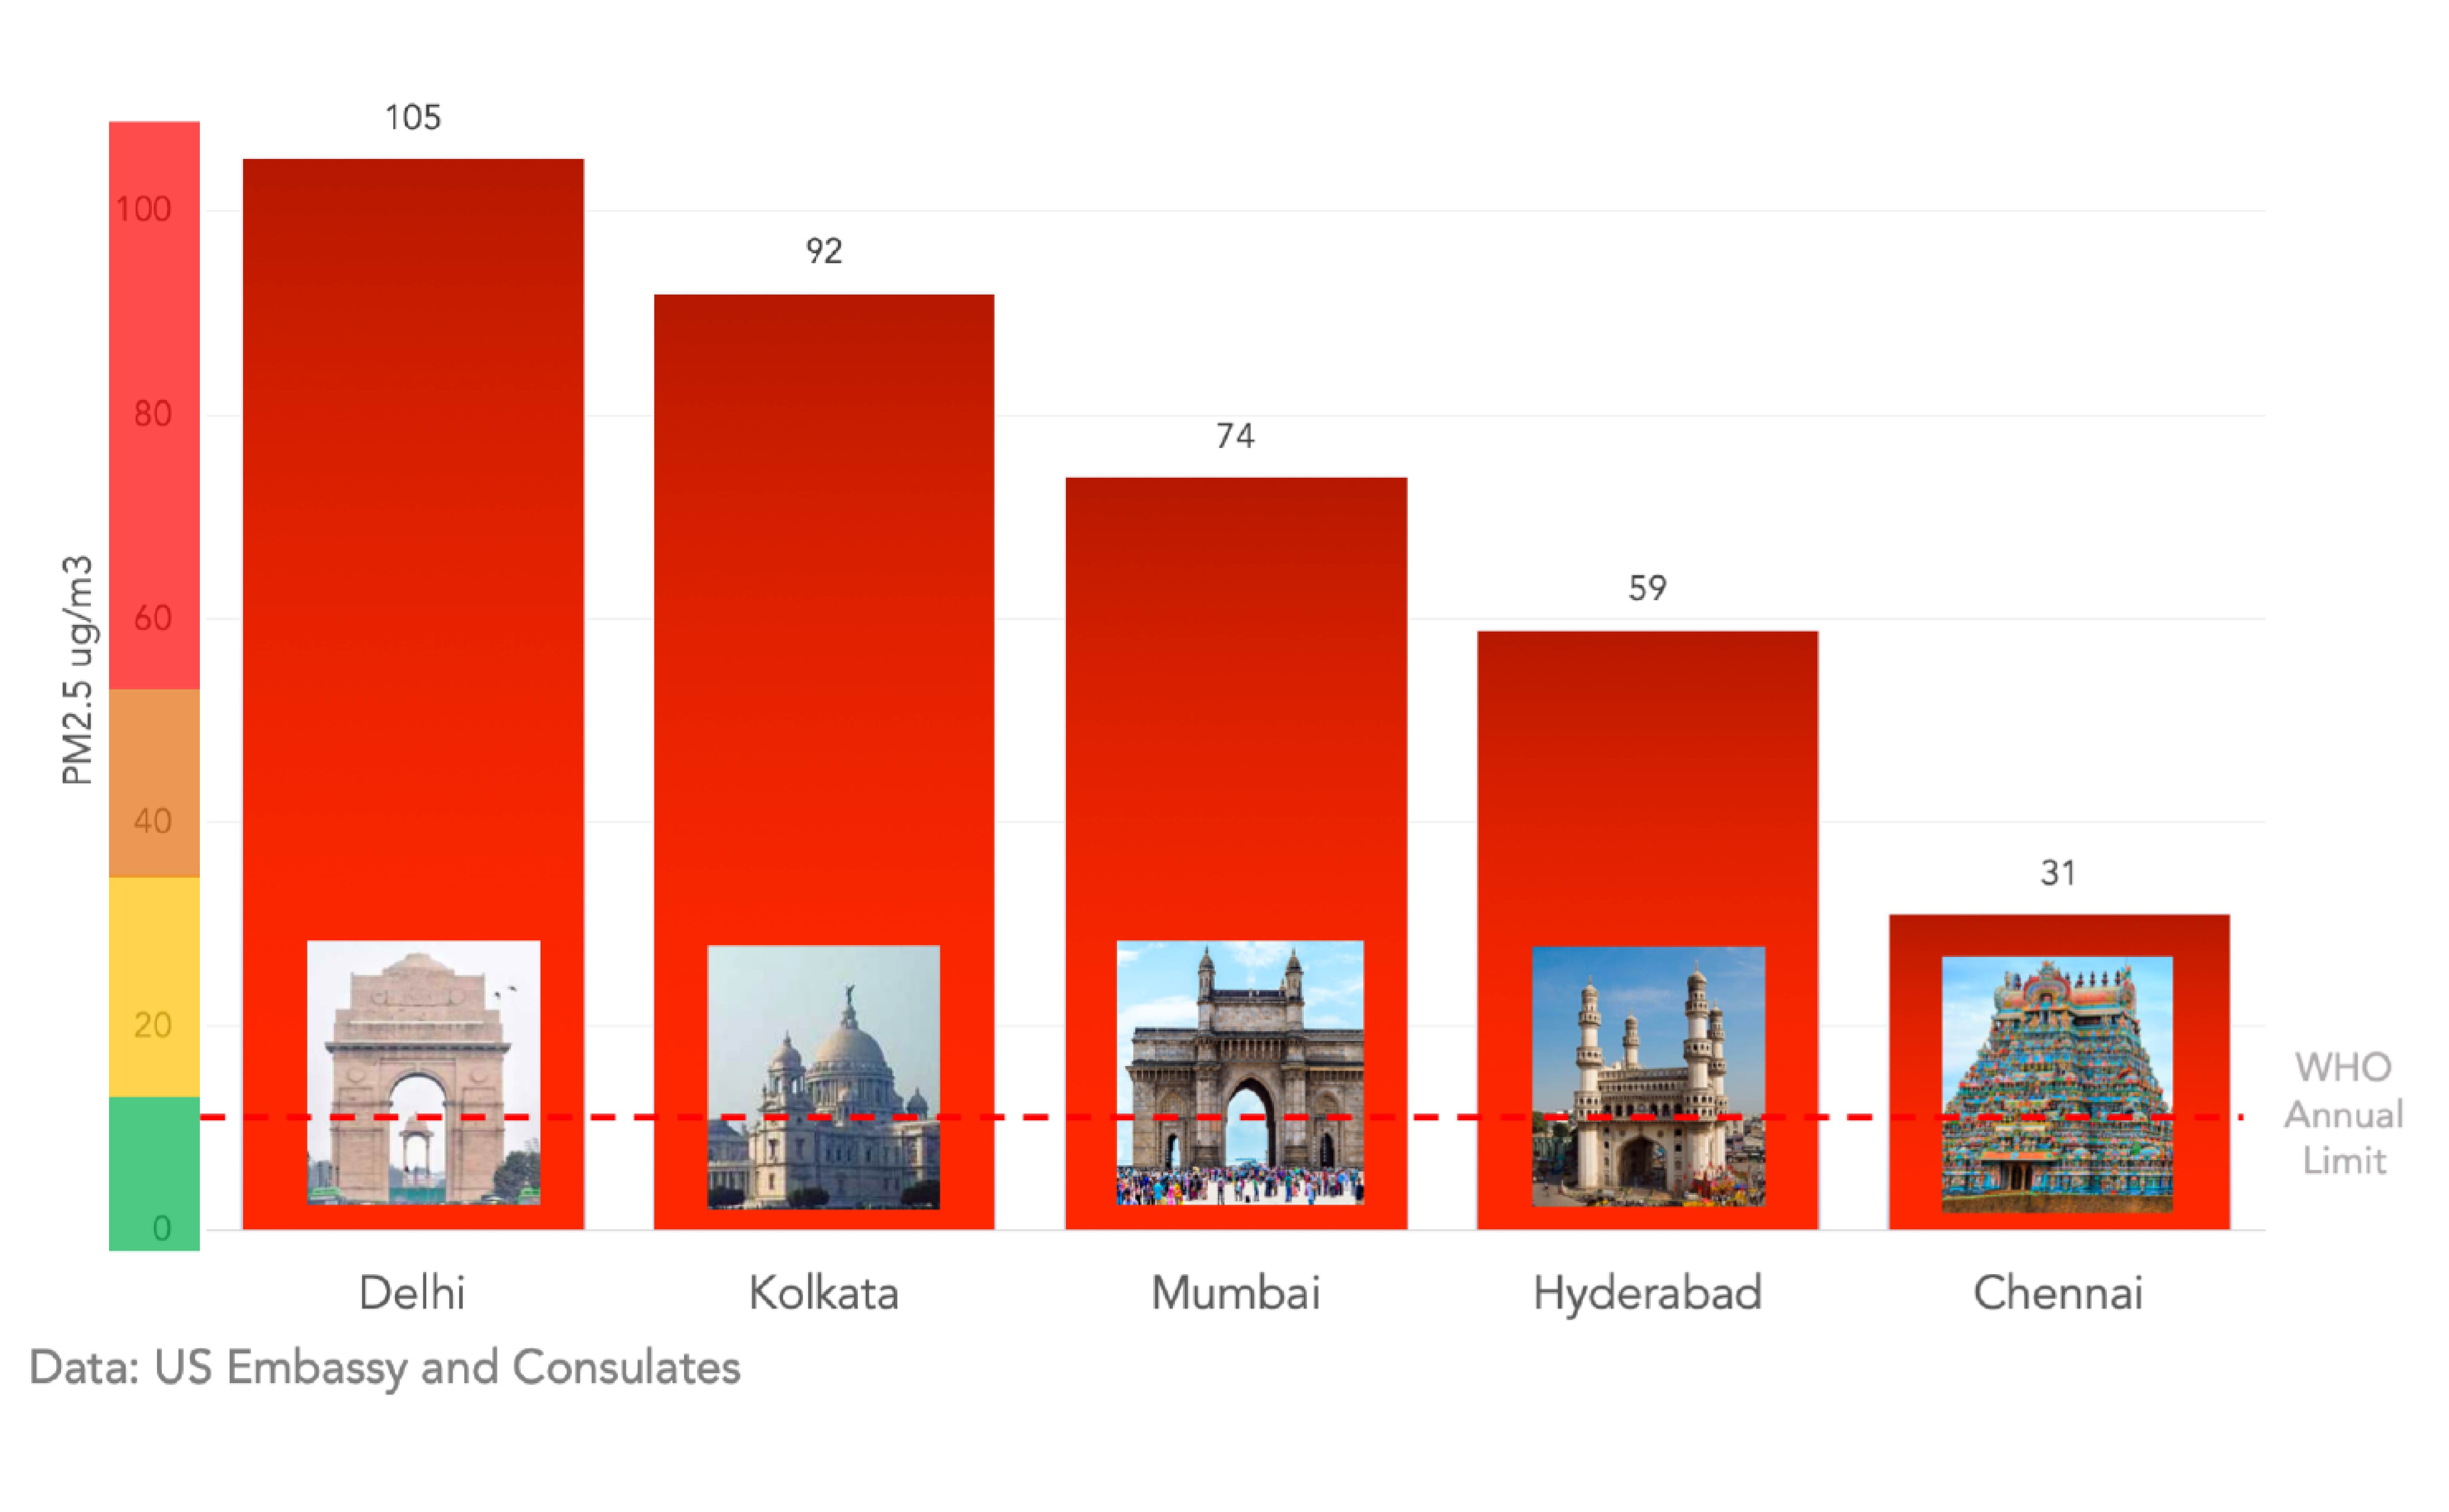 105
100
92
80
74
PM2.5 ug/m3
60
59
40
31
20
WHO
Annual
Limit
0
Delhi
Kolkata
Mumbai
Hyderabad
Chennai
Data: US Embassy and Consulates